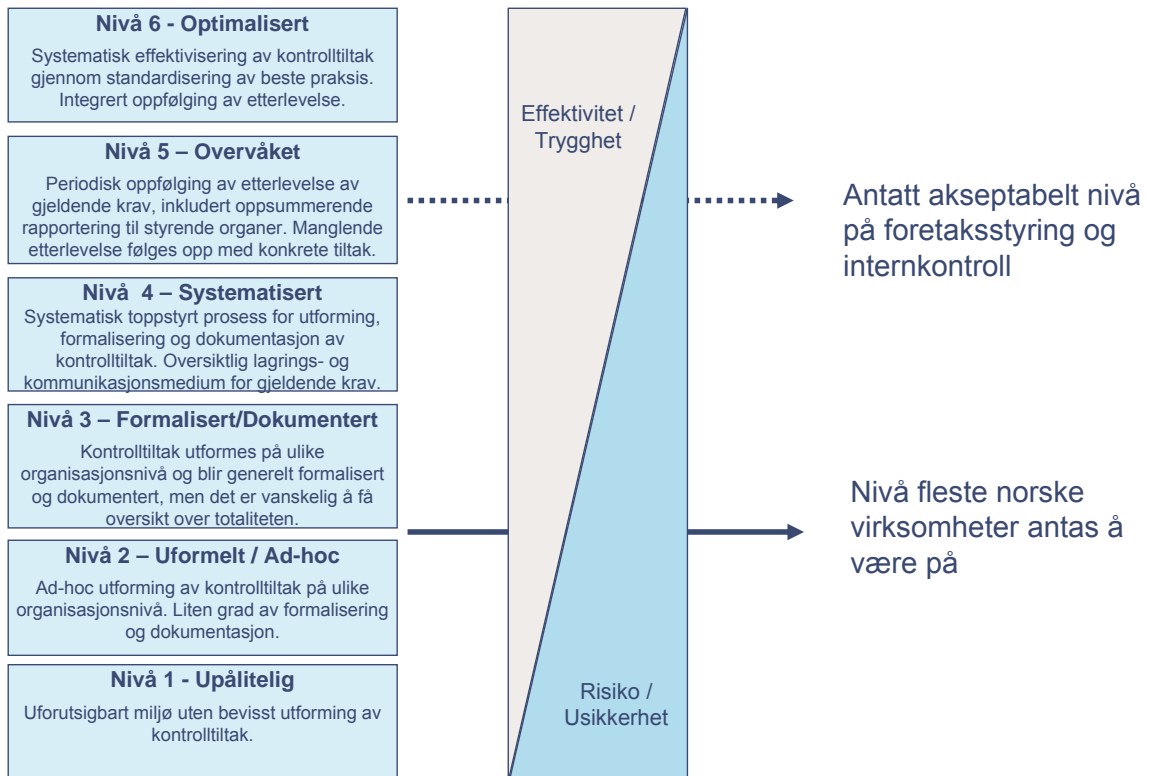 Nivå 6 - Optimalisert
Systematisk effektivisering av kontrolltiltak
gjennom standardisering av beste praksis.
Integrert oppfølging av etterlevelse.
Nivå 5 – Overvåket
Periodisk oppfølging av etterlevelse av
gjeldende krav, inkludert oppsummerende
rapportering til styrende organer. Manglende
etterlevelse følges opp med konkrete tiltak.
Nivå 4 – Systematisert
Systematisk toppstyrt prosess for utforming,
formalisering og dokumentasjon av
kontrolltiltak. Oversiktlig lagrings- og
kommunikasjonsmedium for gjeldende krav.
Nivå 3 – Formalisert/Dokumentert
Kontrolltiltak utformes på ulike
organisasjonsnivå og blir generelt formalisert
og dokumentert, men det er vanskelig å få
oversikt over totaliteten.
Nivå 2 – Uformelt / Ad-hoc
Ad-hoc utforming av kontrolltiltak på ulike
organisasjonsnivå. Liten grad av formalisering
og dokumentasjon.
Nivå 1 - Upålitelig
Uforutsigbart miljø uten bevisst utforming av
kontrolltiltak.
Effektivitet /
Trygghet
Risiko /
Usikkerhet
Antatt akseptabelt nivå
på foretaksstyring og
internkontroll
Nivå fleste norske
virksomheter antas å
være på